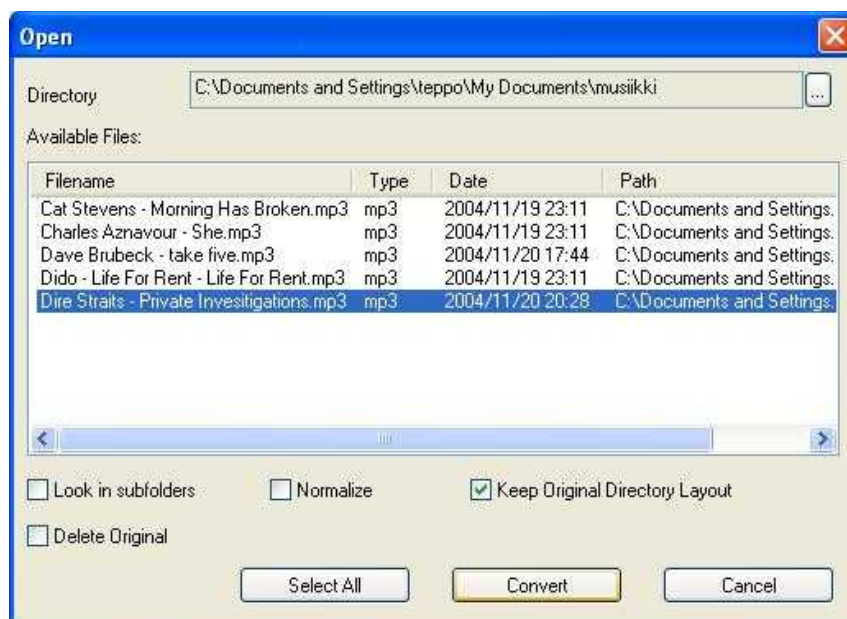 Open
Directory C:\Documents and Settings\teppo\My Documents\musiikki ...
Available Files:
Filename Type Date Path
Cat Stevens - Morning Has Broken.mp3 mp3 2004/11/19 23:11 C:\Documents and Settings.
Charles Aznavour - She.mp3 mp3 2004/11/19 23:11 C:\Documents and Settings.
Dave Brubeck - take five.mp3 mp3 2004/11/20 17:44 C:\Documents and Settings.
Dido - Life For Rent - Life For Rent.mp3 mp3 2004/11/19 23:11 C:\Documents and Settings.
Dire Straits - Private Invesitigations.mp3 mp3 2004/11/20 20:28 C:\Documents and Settings.
Look in subfolders Normalize Keep Original Directory Layout
Delete Original
Select All Convert Cancel